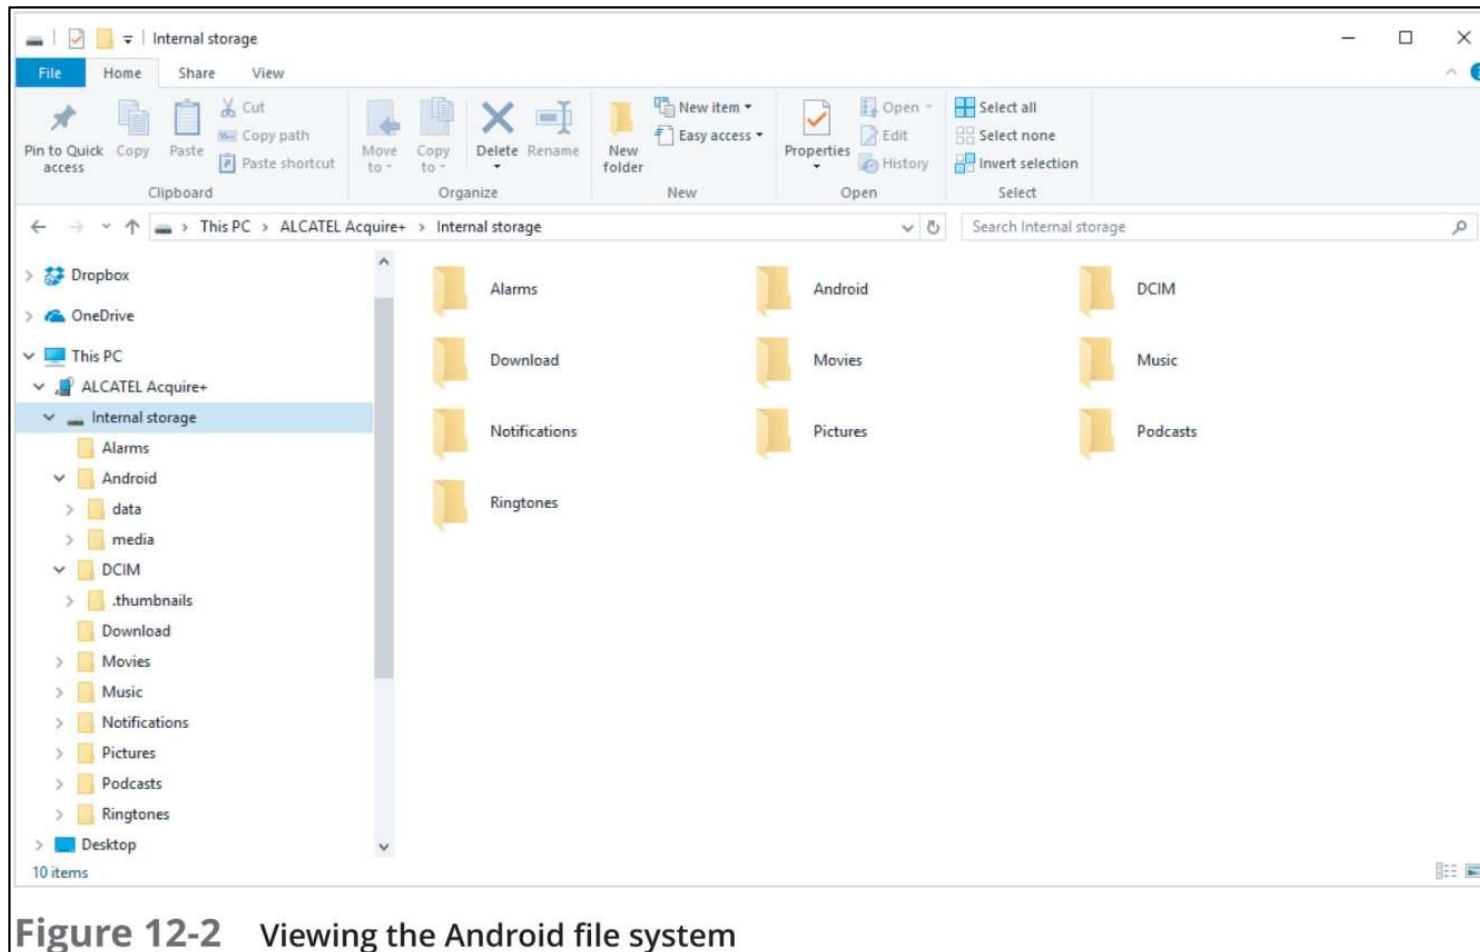 Internal storage
File Home Share View
Pin to Quick access
Copy
Paste
Cut
Copy path
Paste shortcut
Clipboard
Move to
Copy to
Delete
Rename
Organize
New folder
New item
Easy access
New
Properties
Open
Edit
History
Open
Select all
Select none
Invert selection
Select
This PC > ALCATEL Acquire+ > Internal storage
Search Internal storage
Dropbox
OneDrive
This PC
ALCATEL Acquire+
Internal storage
Alarms
Android
data
media
DCIM
.thumbnails
Download
Movies
Music
Notifications
Pictures
Podcasts
Ringtones
Desktop
Alarms Android DCIM
Download Movies Music
Notifications Pictures Podcasts
Ringtones
10 items
Figure 12-2 Viewing the Android file system